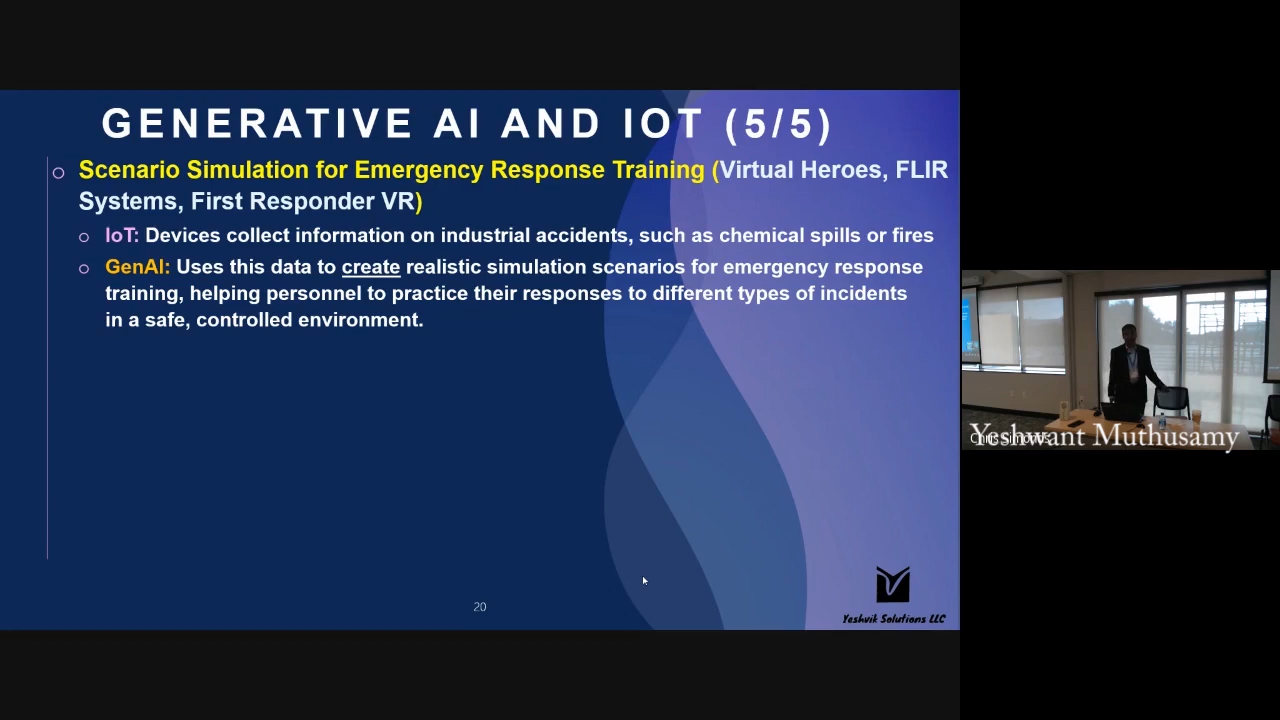 GENERATIVE AI AND IOT (5/5)
Scenario Simulation for Emergency Response Training (Virtual Heroes, FLIR
Systems, First Responder VR)
IoT: Devices collect information on industrial accidents, such as chemical spills or fires
GenAI: Uses this data to create realistic simulation scenarios for emergency response
training, helping personnel to practice their responses to different types of incidents
in a safe, controlled environment.
20
Yeshvik Solutions LLC
Yeshwant Muthusamy